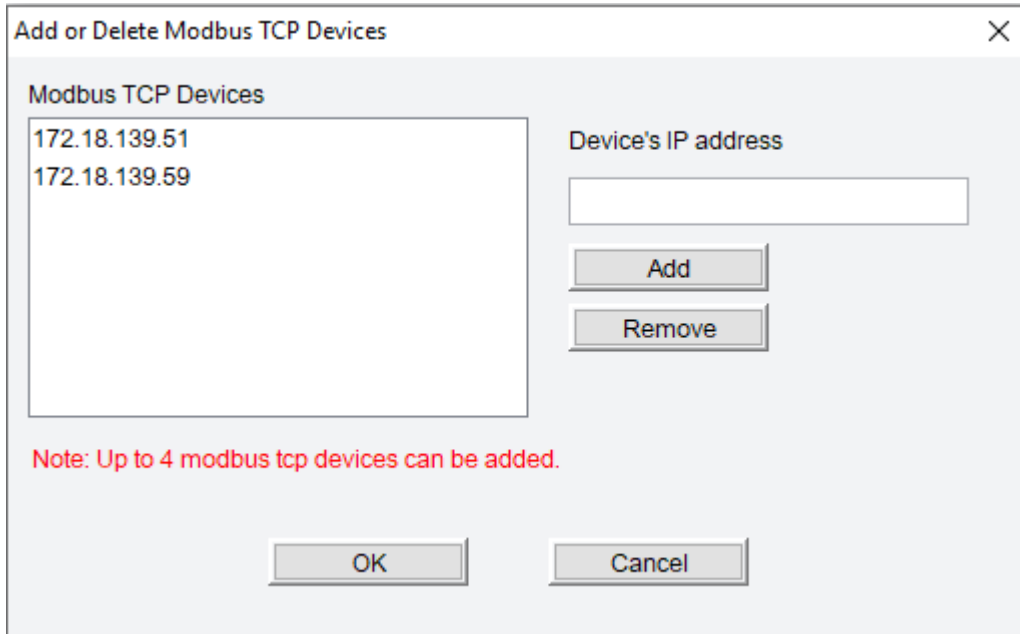 Add or Delete Modbus TCP Devices
Modbus TCP Devices
172.18.139.51
172.18.139.59
Device's IP address
Add
Remove
Note: Up to 4 modbus tcp devices can be added.
OK
Cancel